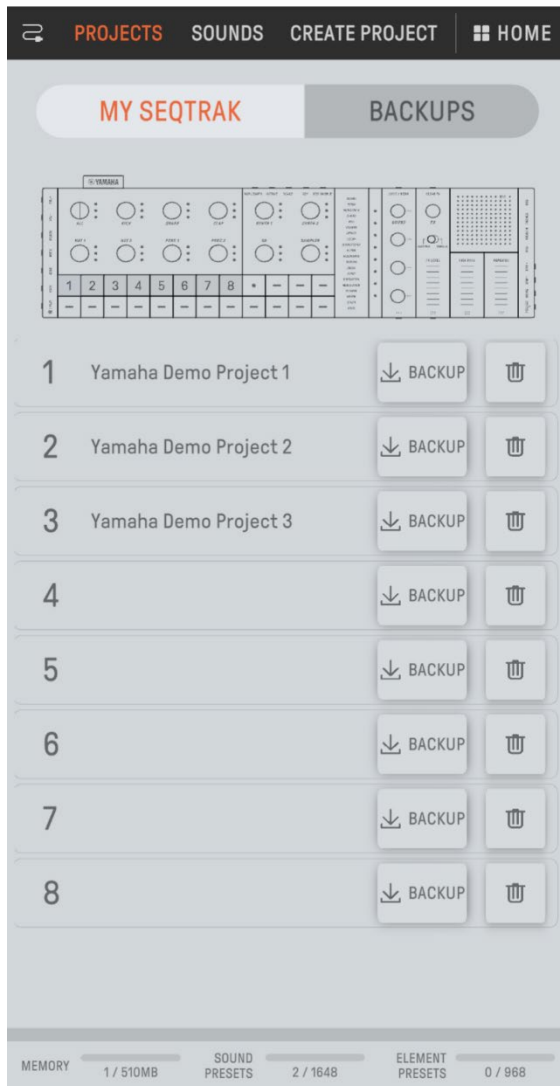 PROJECTS SOUNDS CREATE PROJECT HOME
MY SEQTRAK BACKUPS
YAMAHA
1 2 3 4 5 6 7 8
1 Yamaha Demo Project 1 BACKUP
2 Yamaha Demo Project 2 BACKUP
3 Yamaha Demo Project 3 BACKUP
4 BACKUP
5 BACKUP
6 BACKUP
7 BACKUP
8 BACKUP
MEMORY 1 / 510MB SOUND PRESETS 2 / 1648 ELEMENT PRESETS 0 / 968